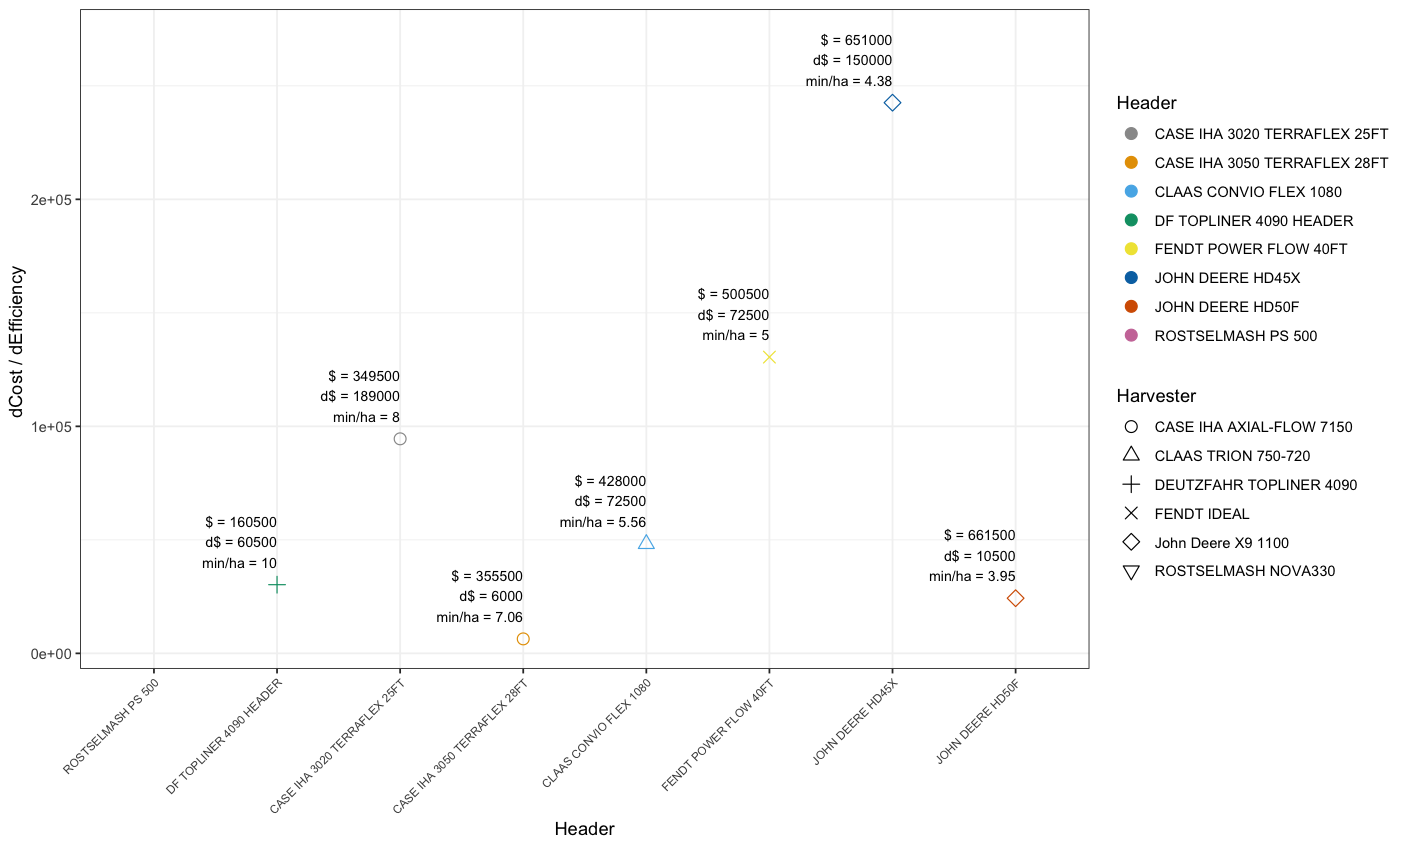 $ = 651000
d$ = 150000
min/ha = 4.38
$ = 500500
d$ = 72500
min/ha = 5
$ = 349500
d$ = 189000
min/ha = 8
$ = 428000
d$ = 72500
min/ha = 5.56
$ = 160500
d$ = 60500
min/ha = 10
$ = 355500
d$ = 6000
min/ha = 7.06
$ = 661500
d$ = 10500
min/ha = 3.95
dCost / dEfficiency
2e+05
1e+05
0e+00
ROSTSELMASH PS 500
DF TOPLINER 4090 HEADER
CASE IHA 3020 TERRAFLEX 25FT
CASE IHA 3050 TERRAFLEX 28FT
CLAAS CONVIO FLEX 1080
FENDT POWER FLOW 40FT
JOHN DEERE HD45X
JOHN DEERE HD50F
Header
Header
CASE IHA 3020 TERRAFLEX 25FT
CASE IHA 3050 TERRAFLEX 28FT
CLAAS CONVIO FLEX 1080
DF TOPLINER 4090 HEADER
FENDT POWER FLOW 40FT
JOHN DEERE HD45X
JOHN DEERE HD50F
ROSTSELMASH PS 500
Harvester
CASE IHA AXIAL-FLOW 7150
CLAAS TRION 750-720
DEUTZFAHR TOPLINER 4090
FENDT IDEAL
John Deere X9 1100
ROSTSELMASH NOVA330